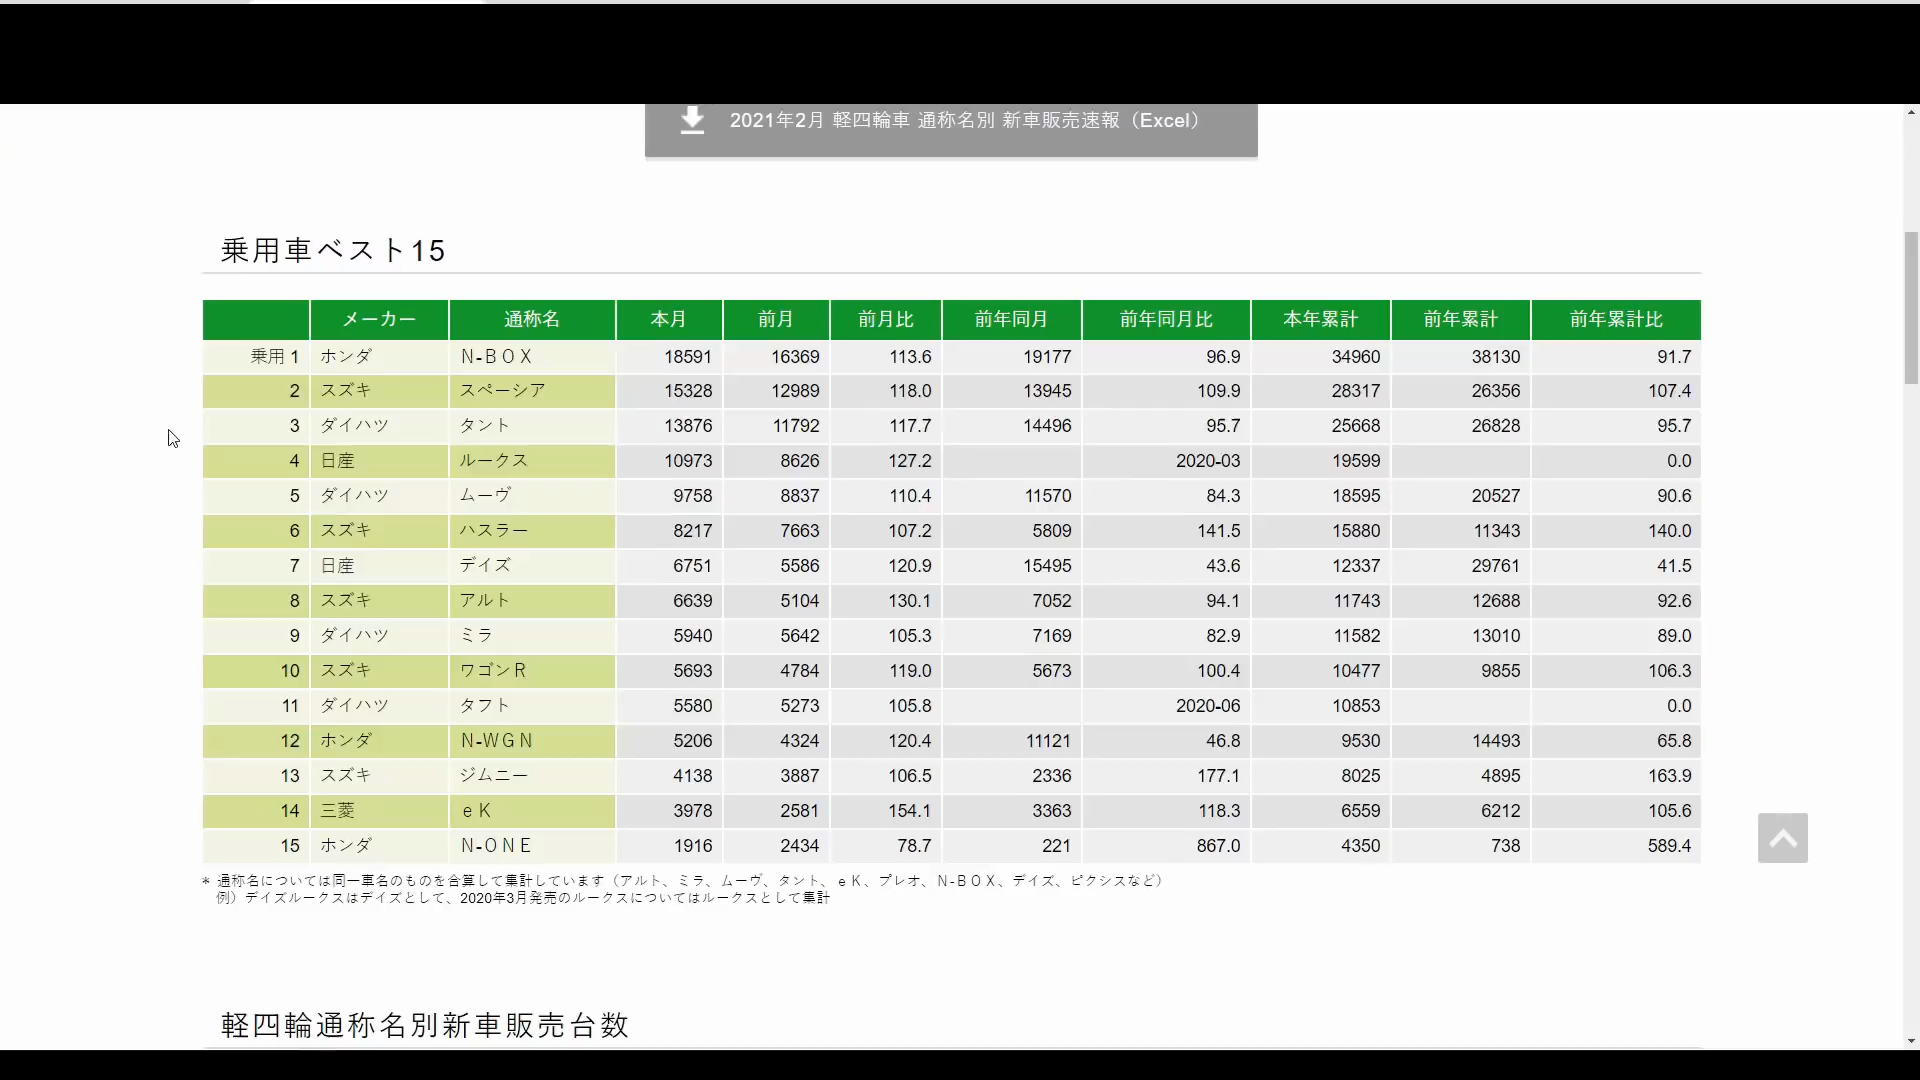 2021年2月 軽四輪車 通称名別 新車販売速報（Excel）
乗用車ベスト15
メーカー 通称名 本月 前月 前月比 前年同月 前年同月比 本年累計 前年累計 前年累計比
乗用 1 ホンダ N-BOX 18591 16369 113.6 19177 96.9 34960 38130 91.7
2 スズキ スペーシア 15328 12989 118.0 13945 109.9 28317 26356 107.4
3 ダイハツ タント 13876 11792 117.7 14496 95.7 25668 26828 95.7
4 日産 ルークス 10973 8626 127.2 2020-03 19599 0.0
5 ダイハツ ムーヴ 9758 8837 110.4 11570 84.3 18595 20527 90.6
6 スズキ ハスラー 8217 7663 107.2 5809 141.5 15880 11343 140.0
7 日産 デイズ 6751 5586 120.9 15495 43.6 12337 29761 41.5
8 スズキ アルト 6639 5104 130.1 7052 94.1 11743 12688 92.6
9 ダイハツ ミラ 5940 5642 105.3 7169 82.9 11582 13010 89.0
10 スズキ ワゴンR 5693 4784 119.0 5673 100.4 10477 9855 106.3
11 ダイハツ タフト 5580 5273 105.8 2020-06 10853 0.0
12 ホンダ N-WGN 5206 4324 120.4 11121 46.8 9530 14493 65.8
13 スズキ ジムニー 4138 3887 106.5 2336 177.1 8025 4895 163.9
14 三菱 eK 3978 2581 154.1 3363 118.3 6559 6212 105.6
15 ホンダ N-ONE 1916 2434 78.7 221 867.0 4350 738 589.4
＊ 通称名については同一車名のものを合算して集計しています（アルト、ミラ、ムーヴ、タント、eK、プレオ、N-BOX、デイズ、ピクシスなど）
例）デイズルークスはデイズとして、2020年3月発売のルークスについてはルークスとして集計
軽四輪通称名別新車販売台数